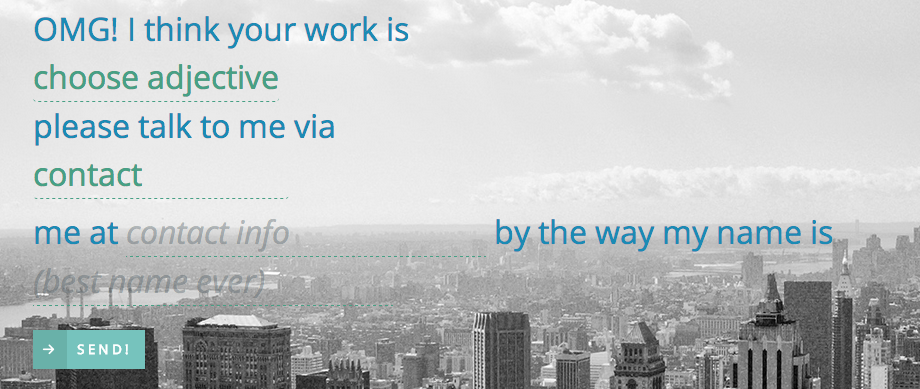 OMG! I think your work is
choose adjective
please talk to me via
contact
me at contact info by the way my name is
(best name ever)
→ SEND!